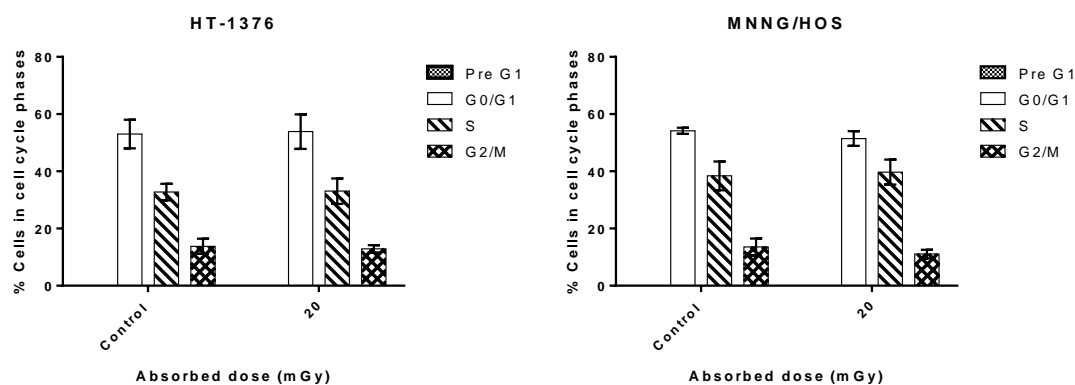 HT-1376
80
60
40
20
0
% Cells in cell cycle phases
Control
20
Absorbed dose (mGy)
Pre G1
G0/G1
S
G2/M
MNNG/HOS
80
60
40
20
0
% Cells in cell cycle phases
Control
20
Absorbed dose (mGy)
Pre G1
G0/G1
S
G2/M